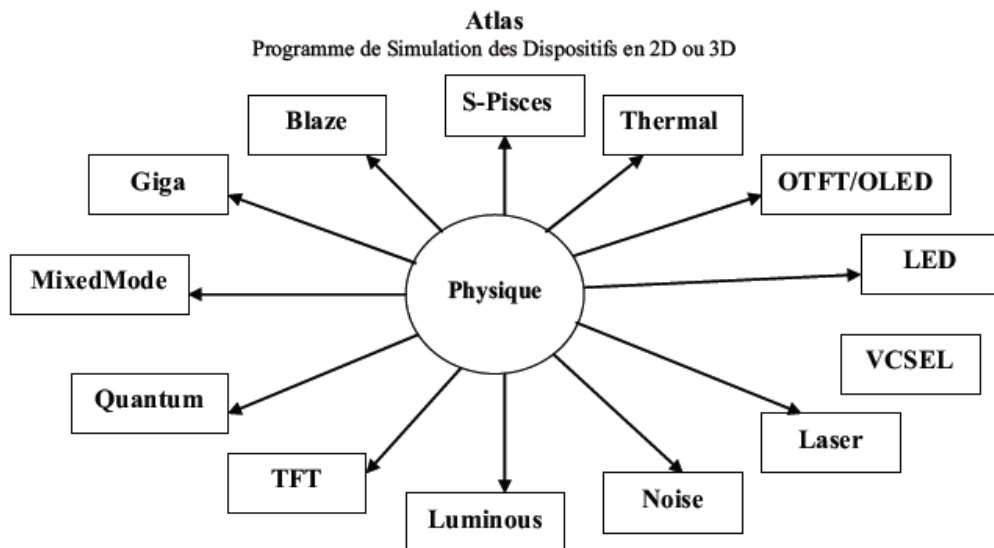 Atlas
Programme de Simulation des Dispositifs en 2D ou 3D
S-Pisces
Blaze
Thermal
Giga
OTFT/OLED
MixedMode
Physique
LED
VCSEL
Quantum
Laser
TFT
Noise
Luminous